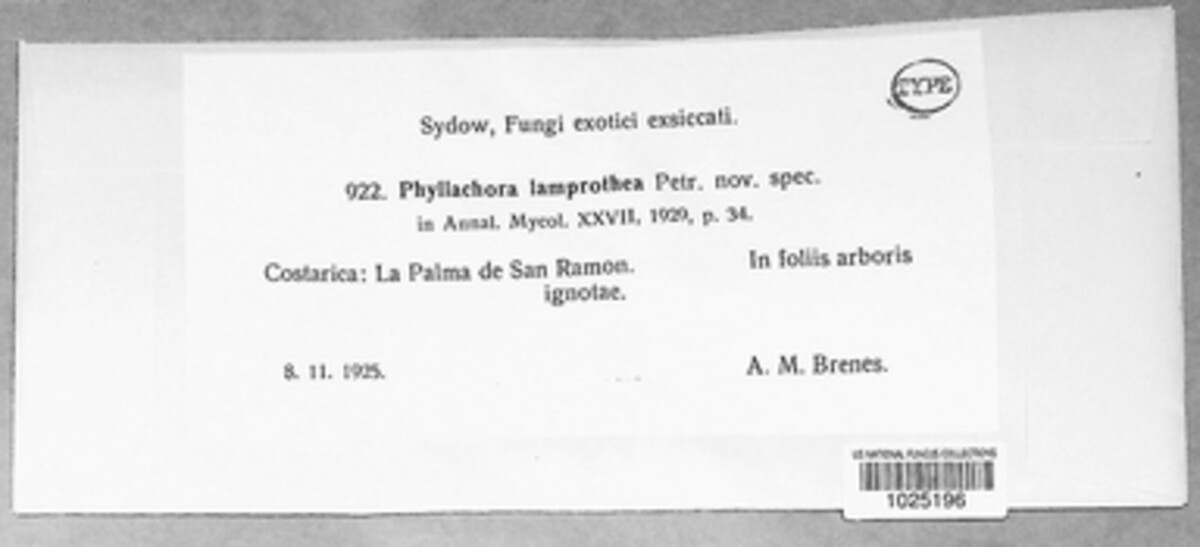 TYPE
Sydow, Fungi exotici exsiccati.
922. Phyllachora lamprothea Petr. nov. spec.
in Annal. Mycol. XXVII, 1929, p. 34.
Costarica: La Palma de San Ramon. In foliis arboris
ignotae.
8. 11. 1925. A. M. Brenes.
US NATIONAL FUNGUS COLLECTIONS
1025196